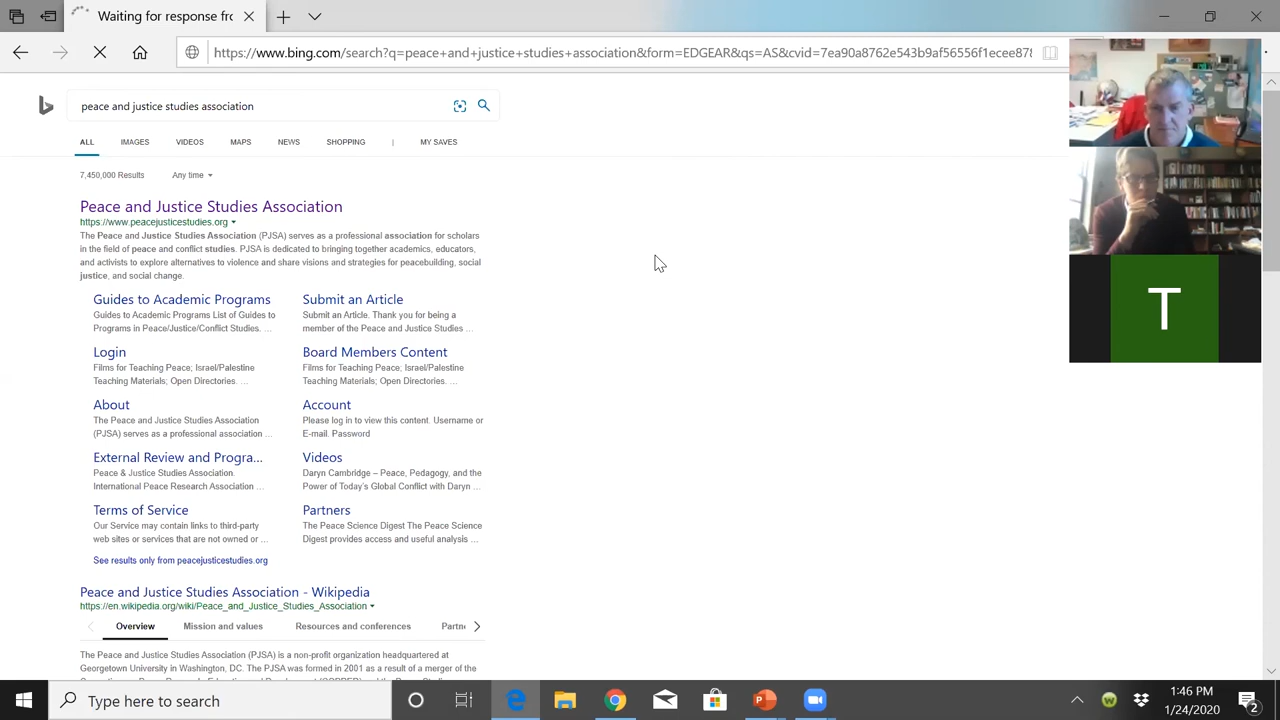 Waiting for response fro
https://www.bing.com/search?q=peace+and+justice+studies+association&form=EDGEAR&qs=AS&cvid=7ea90a8762e543b9af56556f1ecee878
peace and justice studies association
ALL IMAGES VIDEOS MAPS NEWS SHOPPING | MY SAVES
7,450,000 Results Any time
Peace and Justice Studies Association
https://www.peacejusticestudies.org
The Peace and Justice Studies Association (PJSA) serves as a professional association for scholars
in the field of peace and conflict studies. PJSA is dedicated to bringing together academics, educators,
and activists to explore alternatives to violence and share visions and strategies for peacebuilding, social
justice, and social change.
Guides to Academic Programs
Guides to Academic Programs List of Guides to
Programs in Peace/Justice/Conflict Studies. ...
Submit an Article
Submit an Article. Thank you for being a
member of the Peace and Justice Studies ...
Login
Films for Teaching Peace; Israel/Palestine
Teaching Materials; Open Directories. ...
Board Members Content
Films for Teaching Peace; Israel/Palestine
Teaching Materials; Open Directories. ...
About
The Peace and Justice Studies Association
(PJSA) serves as a professional association ...
Account
Please log in to view this content. Username or
E-mail. Password
External Review and Progra...
Peace & Justice Studies Association.
International Peace Research Association ...
Videos
Daryn Cambridge – Peace, Pedagogy, and the
Power of Today's Global Conflict with Daryn ...
Terms of Service
Our Service may contain links to third-party
web sites or services that are not owned or ...
Partners
The Peace Science Digest The Peace Science
Digest provides access and useful analysis ...
See results only from peacejusticestudies.org
Peace and Justice Studies Association - Wikipedia
https://en.wikipedia.org/wiki/Peace_and_Justice_Studies_Association
Overview Mission and values Resources and conferences Partne
The Peace and Justice Studies Association (PJSA) is a non-profit organization headquartered at
Georgetown University in Washington, DC. The PJSA was formed in 2001 as a result of a merger of the
T
Type here to search
1:46 PM
1/24/2020
2